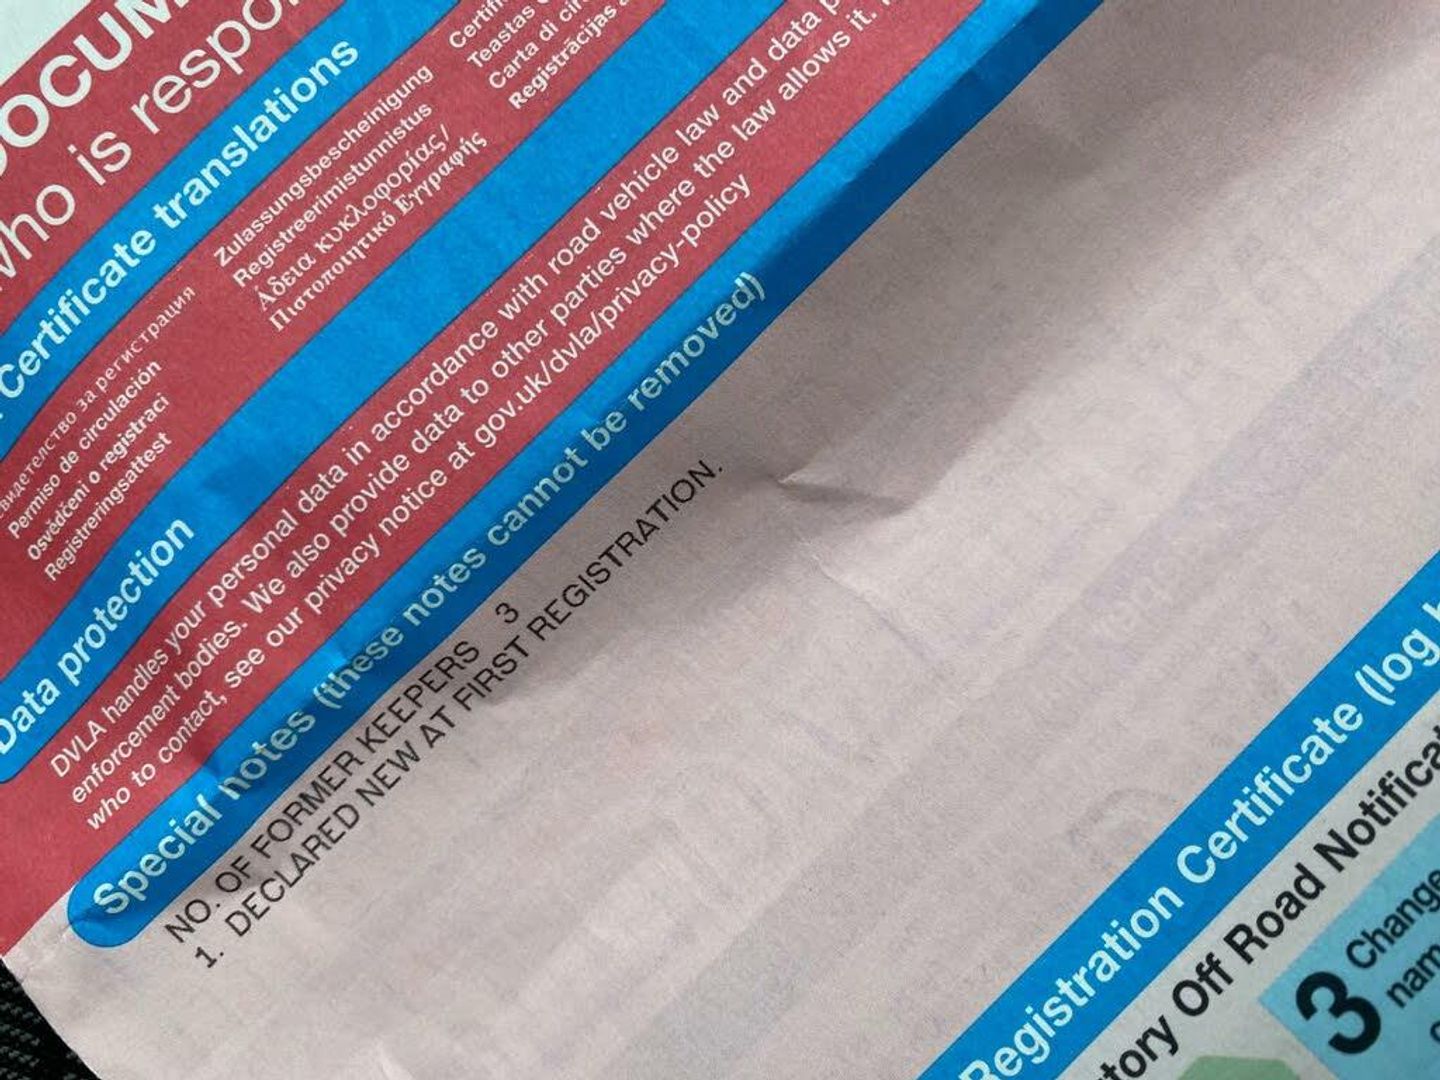 DOCUM
who is respo
Certificate translations
свидетелство за регистрация
Permiso de circulación
Osvědčení o registraci
Registreringsattest
Zulassungsbescheinigung
Registreerimistunnistus
Άδεια κυκλοφορίας/
Πιστοποιητικό Εγγραφής
Certifi
Teastas
Carta di cir
Registrācijas a
Data protection
DVLA handles your personal data in accordance with road vehicle law and data p
enforcement bodies. We also provide data to other parties where the law allows it.
who to contact, see our privacy notice at gov.uk/dvla/privacy-policy
Special notes (these notes cannot be removed)
NO. OF FORMER KEEPERS 3
1. DECLARED NEW AT FIRST REGISTRATION.
Registration Certificate (log b
tory Off Road Notificat
3 Change
nam